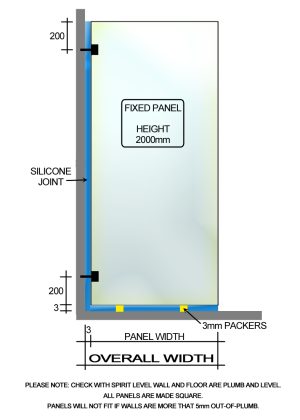 200
FIXED PANEL
HEIGHT
2000mm
SILICONE
JOINT
200
3
3mm PACKERS
3
PANEL WIDTH
OVERALL WIDTH
PLEASE NOTE: CHECK WITH SPIRIT LEVEL WALL AND FLOOR ARE PLUMB AND LEVEL.
ALL PANELS ARE MADE SQUARE.
PANELS WILL NOT FIT IF WALLS ARE MORE THAT 5mm OUT-OF-PLUMB.